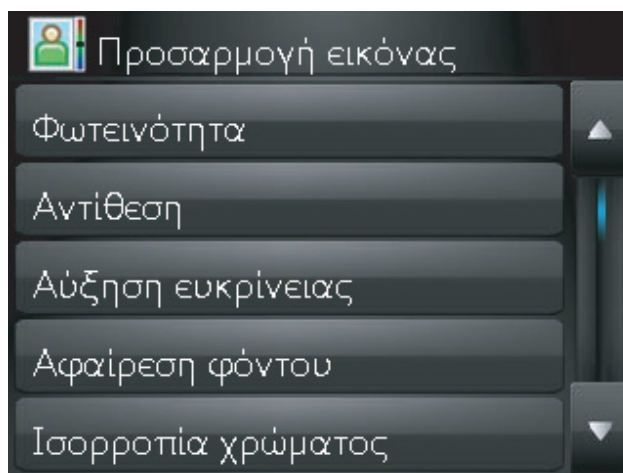 Προσαρμογή εικόνας
Φωτεινότητα
Αντίθεση
Αύξηση ευκρίνειας
Αφαίρεση φόντου
Ισορροπία χρώματος